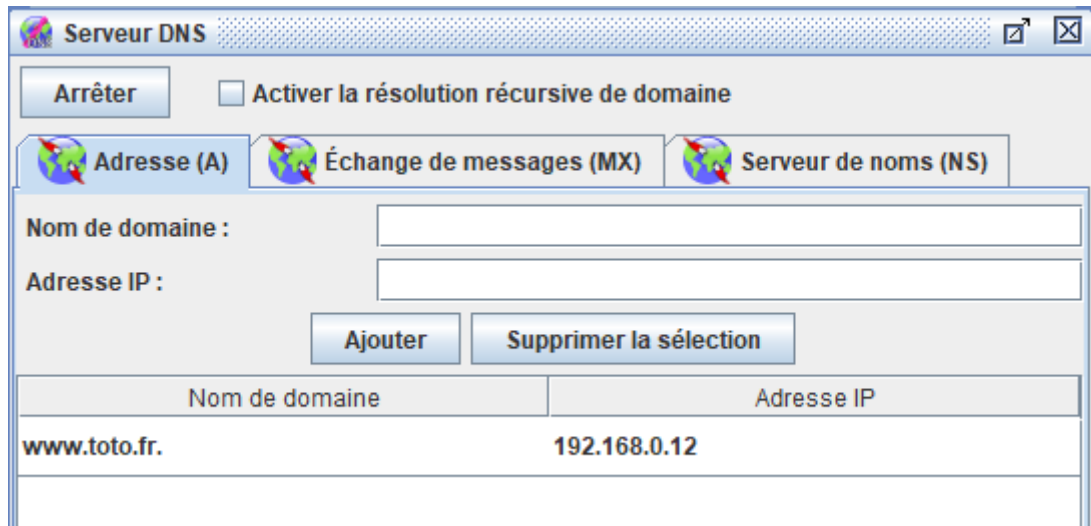 Serveur DNS
Arrêter Activer la résolution récursive de domaine
Adresse (A) Échange de messages (MX) Serveur de noms (NS)
Nom de domaine :
Adresse IP :
Ajouter Supprimer la sélection
Nom de domaine Adresse IP
www.toto.fr. 192.168.0.12